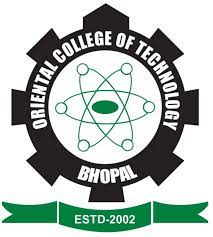 ORIENTAL COLLEGE OF TECHNOLOGY
BHOPAL
ESTD-2002